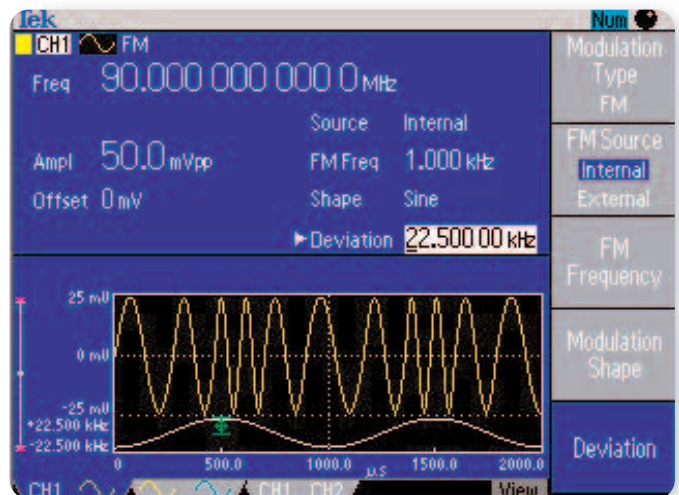 Tek
Num
CH1 FM
Freq 90.000 000 000 0 MHz
Source Internal
Ampl 50.0 mVpp
FM Freq 1.000 kHz
Offset 0 mV
Shape Sine
Deviation 22.500 00 kHz
25 mV
0 mV
-25 mV
+22.500 kHz
-22.500 kHz
0 500.0 1000.0 µs 1500.0 2000.0
CH1 CH1 CH2 View
Modulation
Type
FM
FM Source
Internal
External
FM
Frequency
Modulation
Shape
Deviation